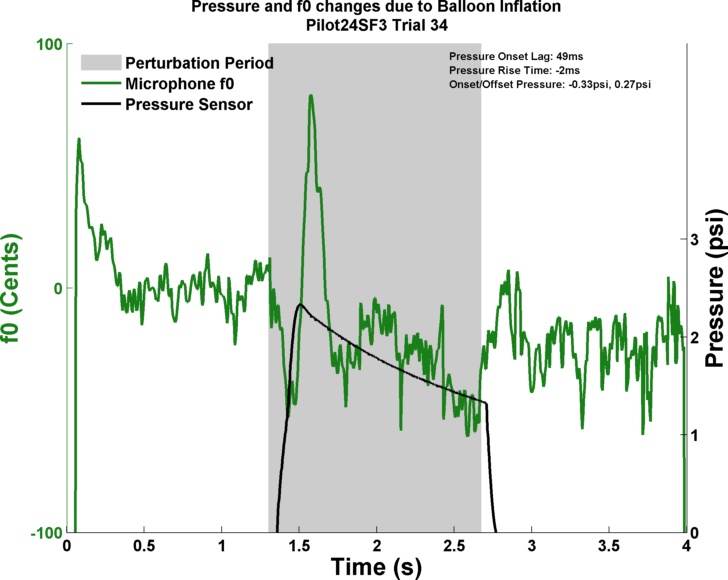 Pressure and f0 changes due to Balloon Inflation
Pilot24SF3 Trial 34
100
Perturbation Period
Microphone f0
Pressure Sensor
Pressure Onset Lag: 49ms
Pressure Rise Time: -2ms
Onset/Offset Pressure: -0.33psi, 0.27psi
f0 (Cents)
0
-100
3
2
1
0
Pressure (psi)
0
0.5
1
1.5
2
2.5
3
3.5
4
Time (s)